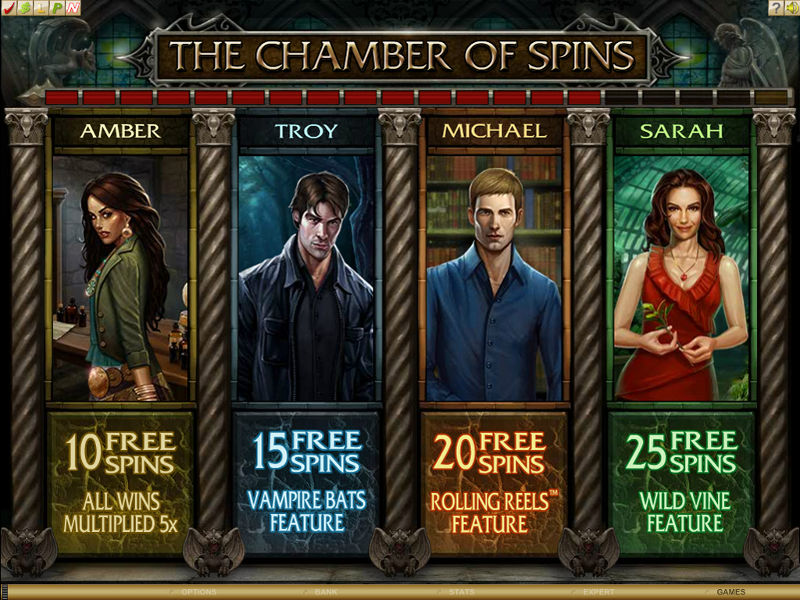 THE CHAMBER OF SPINS
AMBER
TROY
MICHAEL
SARAH
10 FREE SPINS
ALL WINS
MULTIPLIED 5x
15 FREE SPINS
VAMPIRE BATS
FEATURE
20 FREE SPINS
ROLLING REELS™
FEATURE
25 FREE SPINS
WILD VINE
FEATURE
OPTIONS
BANK
STATS
EXPERT
GAMES